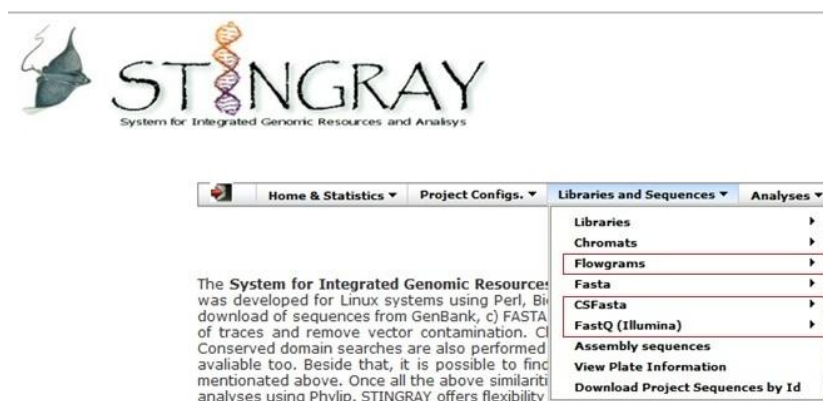 STINGRAY
System for Integrated Genomic Resources and Analisys
Home & Statistics Project Configs. Libraries and Sequences Analyses
Libraries
Chromats
Flowgrams
Fasta
CSFasta
FastQ (Illumina)
Assembly sequences
View Plate Information
Download Project Sequences by Id
The System for Integrated Genomic Resources
was developed for Linux systems using Perl,
download of sequences from GenBank, c) FASTA
of traces and remove vector contamination.
Conserved domain searches are also performed
avaliable too. Beside that, it is possible to find
mentionated above. Once all the above similariti
analyses using Phylip. STINGRAY offers flexibility